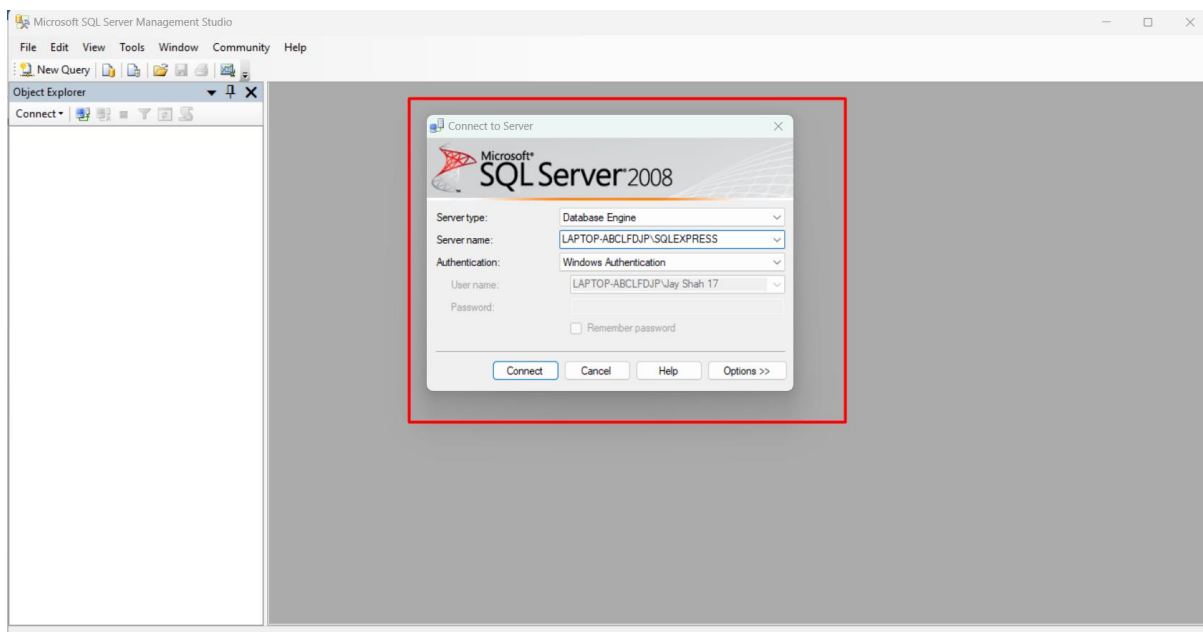 Microsoft SQL Server Management Studio
File Edit View Tools Window Community Help
New Query
Object Explorer
Connect
Connect to Server
Microsoft®
SQL Server® 2008
Server type: Database Engine
Server name: LAPTOP-ABCLFDJP\SQLEXPRESS
Authentication: Windows Authentication
User name: LAPTOP-ABCLFDJP\Jay Shah 17
Password:
Remember password
Connect Cancel Help Options >>